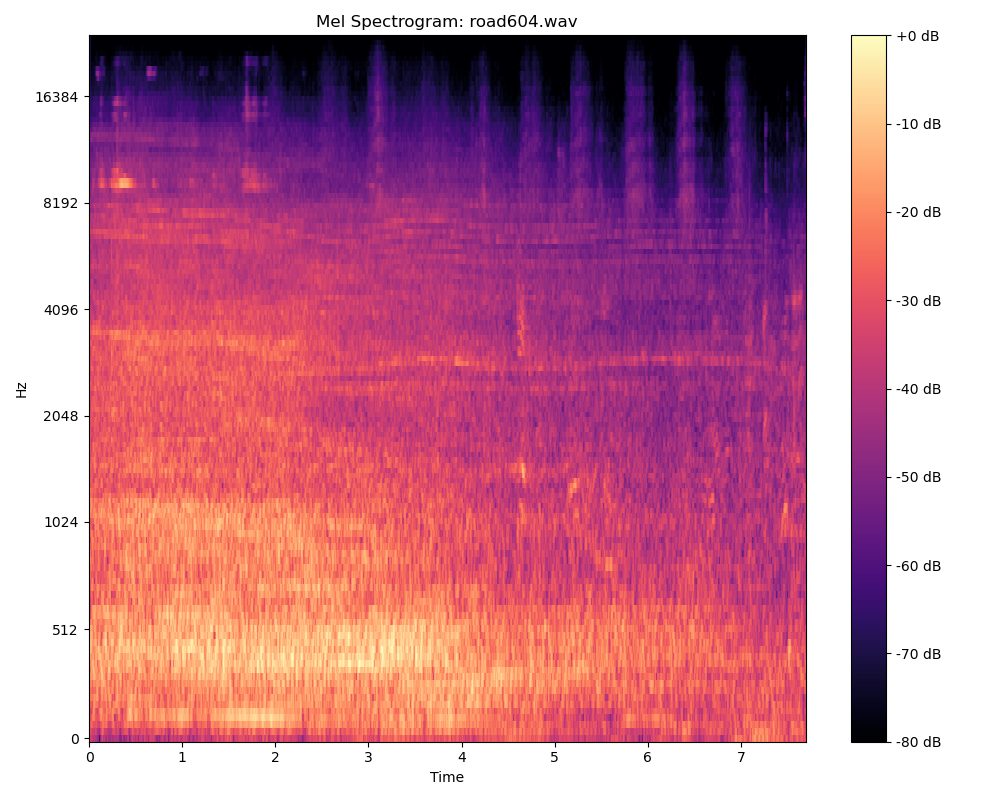 Mel Spectrogram: road604.wav
+0 dB
16384
-10 dB
8192
-20 dB
4096
-30 dB
Hz
2048
-40 dB
1024
-50 dB
512
-60 dB
0
-70 dB
-80 dB
0 1 2 3 4 5 6 7
Time